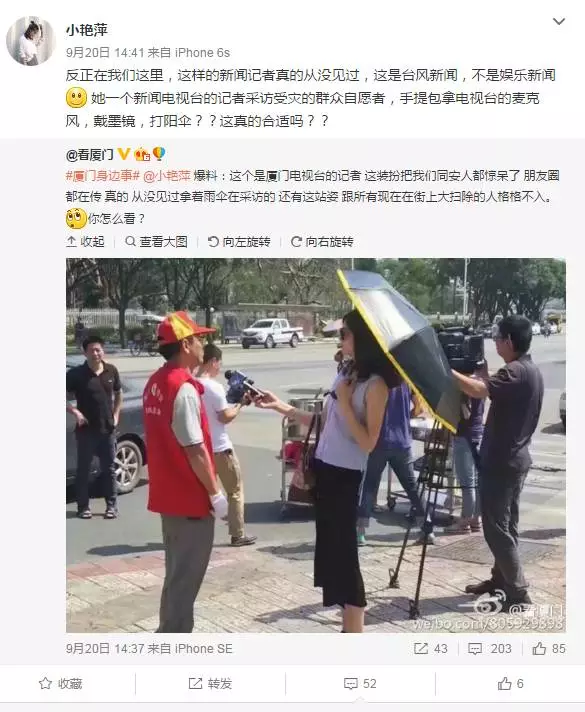 小艳萍
9月20日 14:41 来自 iPhone 6s
反正在我们这里，这样的新闻记者真的从没见过，这是台风新闻，不是娱乐新闻
她一个新闻电视台的记者采访受灾的群众自愿者，手提包拿电视台的麦克
风，戴墨镜，打阳伞？？这真的合适吗？？
@看厦门
#厦门身边事# @小艳萍 爆料：这个是厦门电视台的记者 这装扮把我们同安人都惊呆了 朋友圈
都在传 真的 从没见过拿着雨伞在采访的 还有这站姿 跟所有现在在街上大扫除的人格格不入。
你怎么看？
收起 查看大图 向左旋转 向右旋转
@看厦门
weibo.com/805929898
9月20日 14:37 来自 iPhone SE 43 203 85
收藏 转发 52 6